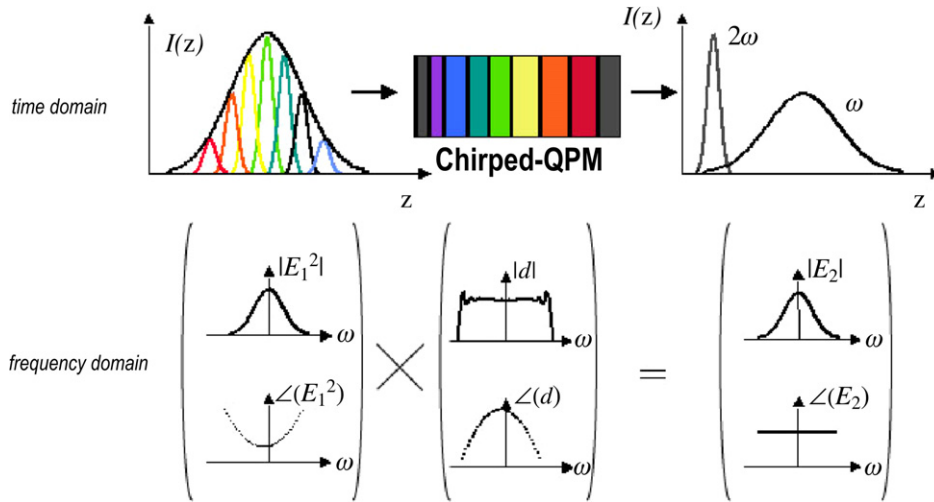 I(z)
I(z)
2ω
ω
time domain
Chirped-QPM
z
z
|E₁²|
|d|
|E₂|
ω
ω
ω
frequency domain
=
∠(E₁²)
∠(d)
∠(E₂)
ω
ω
ω